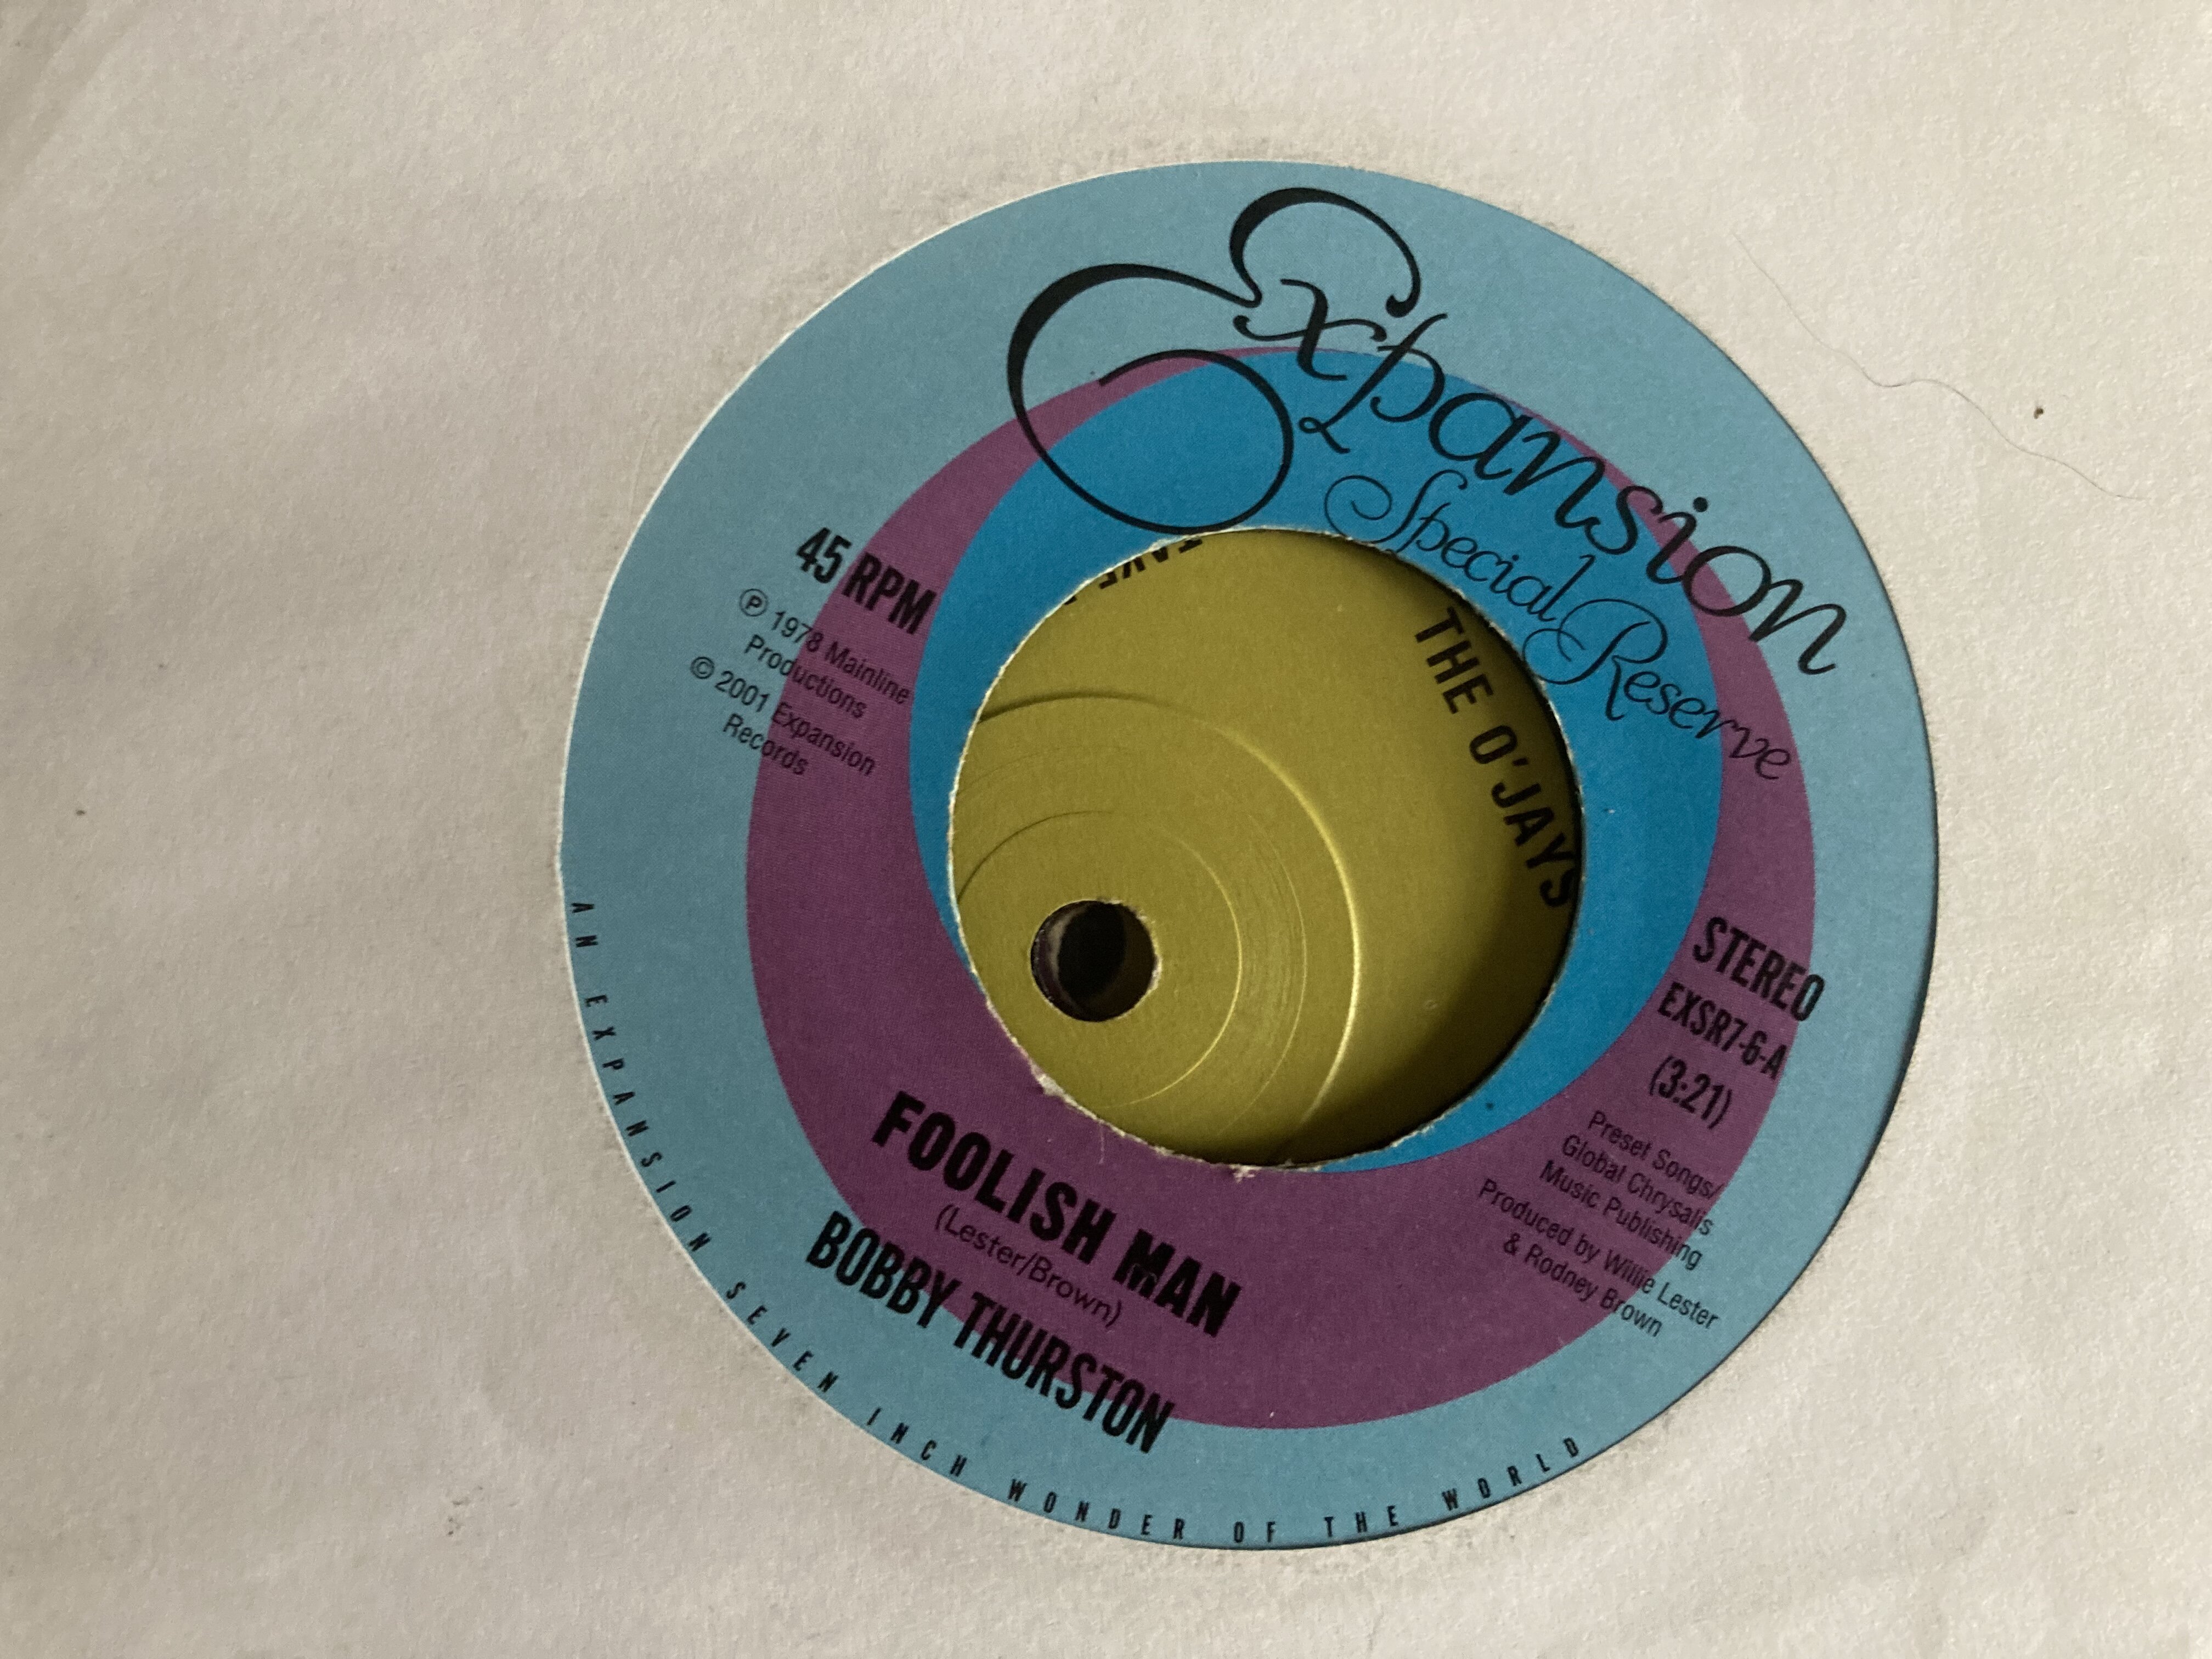 Expansion
Special Reserve
45 RPM
℗ 1978 Mainline
Productions
© 2001 Expansion
Records
THE O'JAYS
STEREO
EXSR7-6-A
(3:21)
Preset Songs/
Global Chrysalis
Music Publishing
Produced by Willie Lester
& Rodney Brown
FOOLISH MAN
(Lester/Brown)
BOBBY THURSTON
AN EXPANSION SEVEN INCH WONDER OF THE WORLD